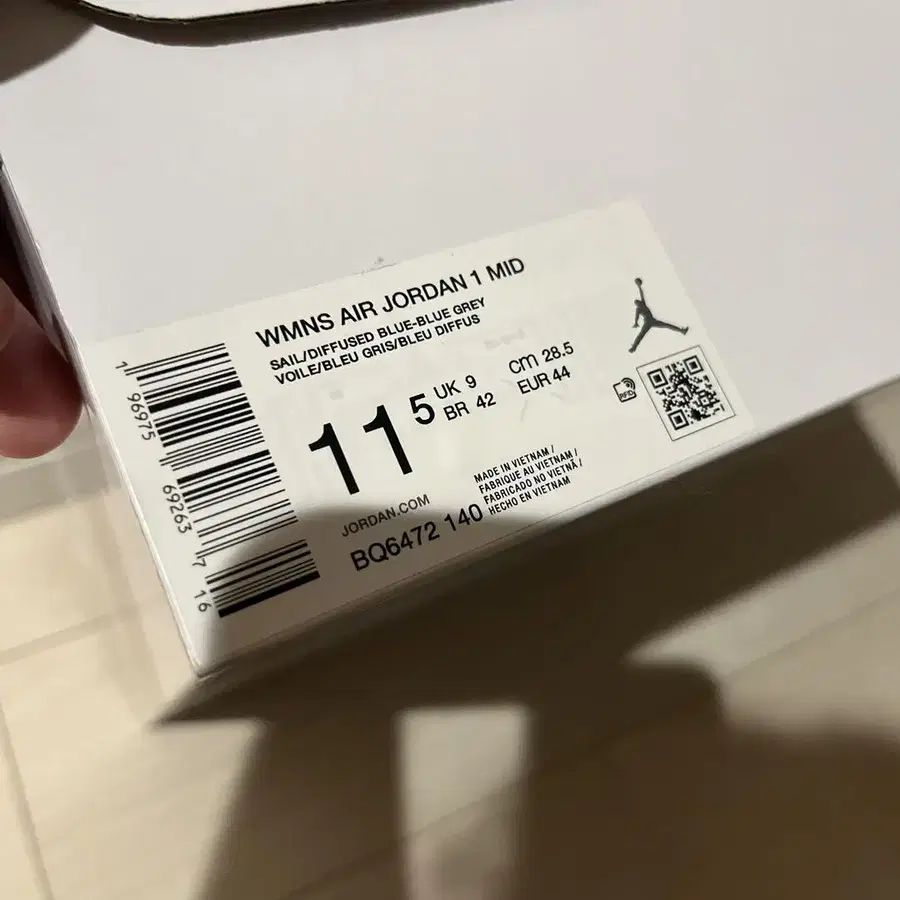 WMNS AIR JORDAN 1 MID
SAIL/DIFFUSED BLUE-BLUE GREY
VOILE/BLEU GRIS/BLEU DIFFUS
11 5
UK 9
BR 42
cm 28.5
EUR 44
RFID
JORDAN.COM
BQ6472 140
MADE IN VIETNAM /
FABRIQUE AU VIETNAM /
FABRICADO NO VIETNÃ /
HECHO EN VIETNAM
1 96975 69263 7 16